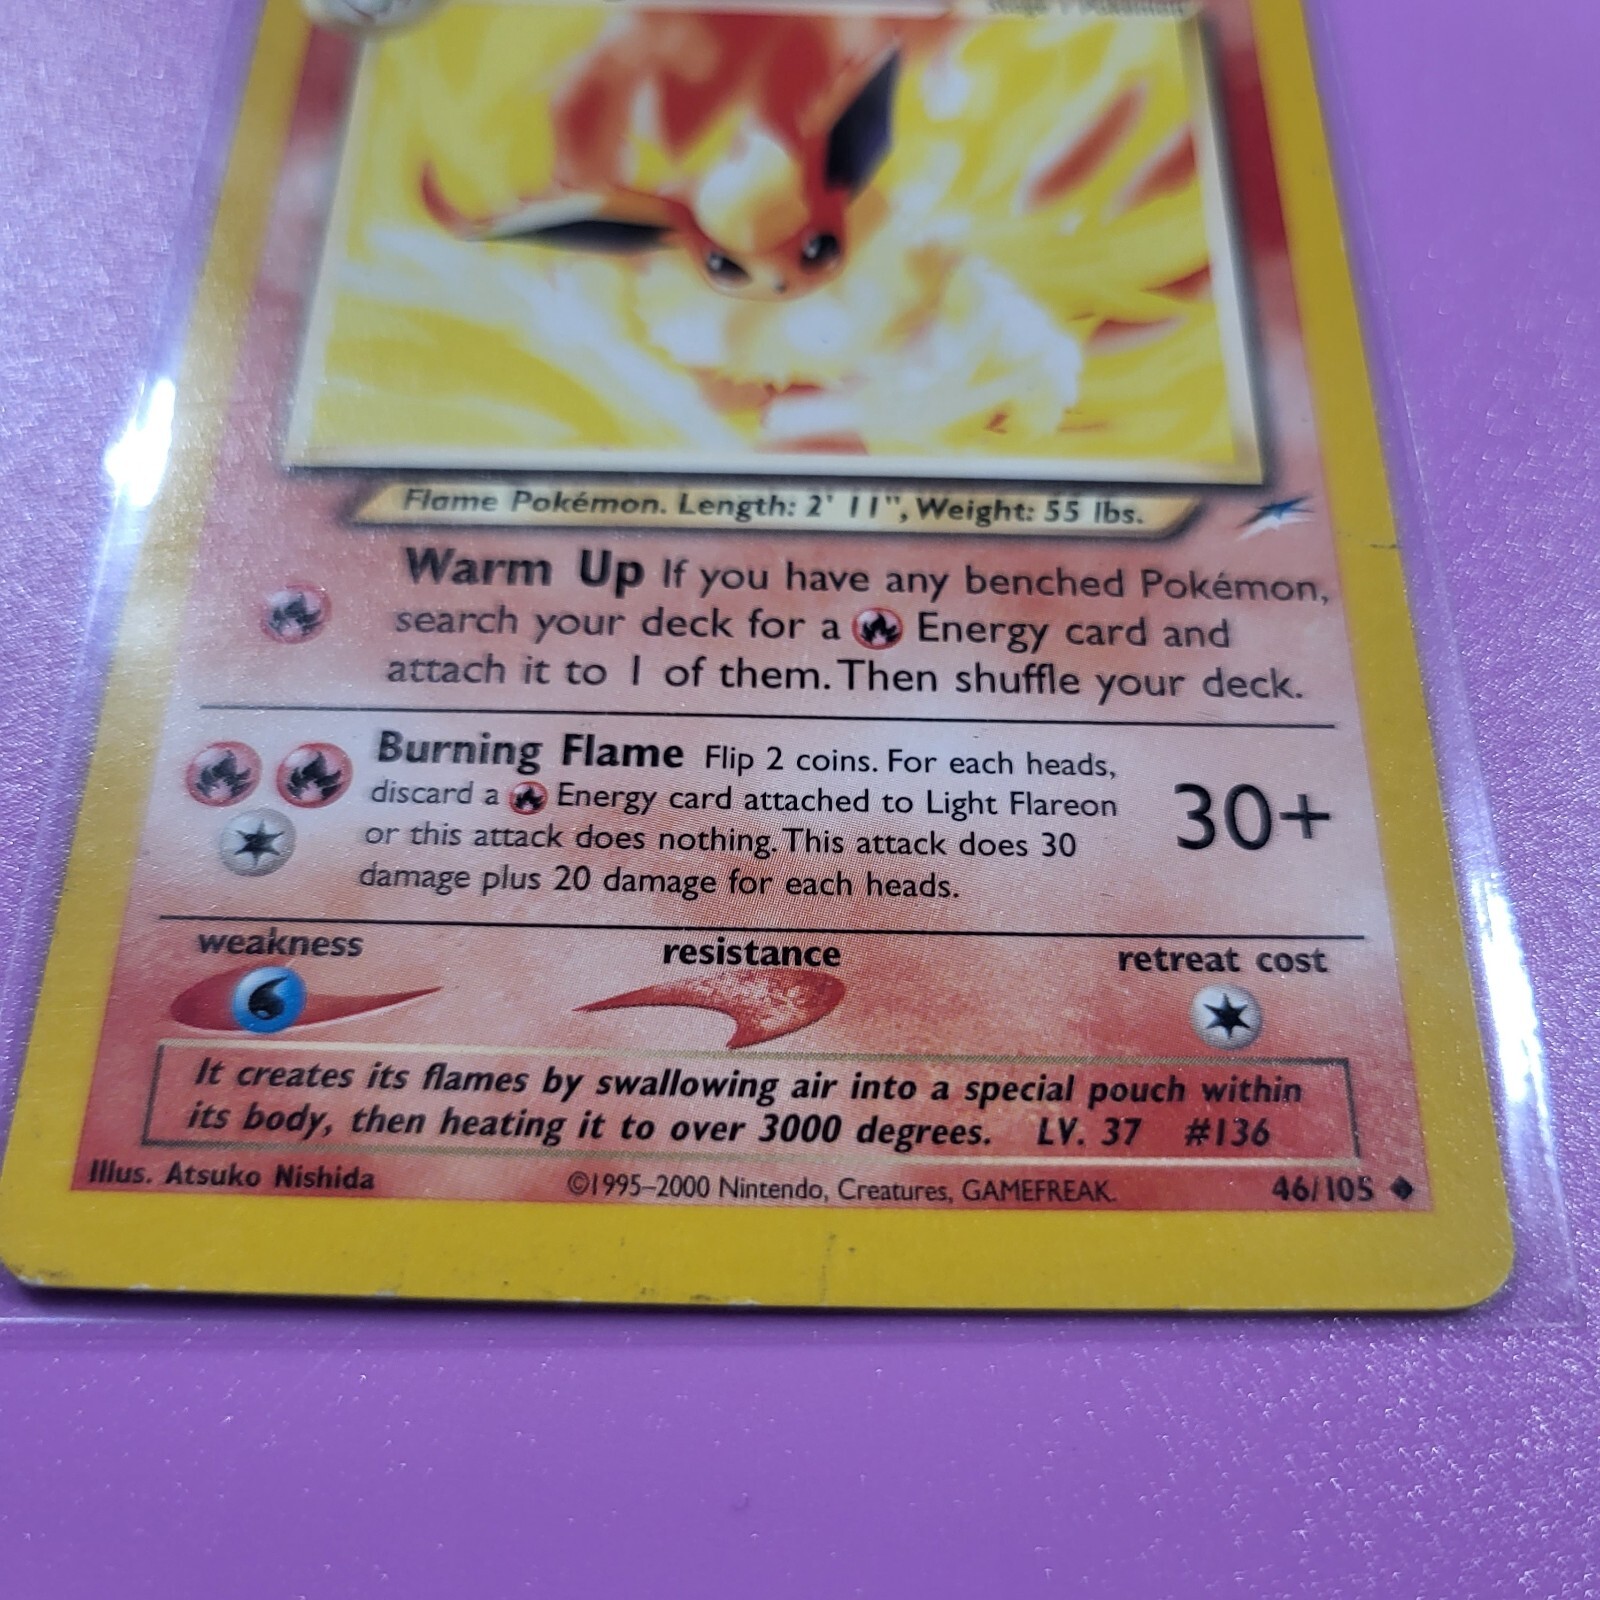 Stage 1 Pokémon
Flame Pokémon. Length: 2' 11", Weight: 55 lbs.
Warm Up If you have any benched Pokémon,
search your deck for a Energy card and
attach it to 1 of them. Then shuffle your deck.
Burning Flame Flip 2 coins. For each heads,
discard a Energy card attached to Light Flareon
or this attack does nothing. This attack does 30
damage plus 20 damage for each heads.
30+
weakness resistance retreat cost
It creates its flames by swallowing air into a special pouch within
its body, then heating it to over 3000 degrees. LV. 37 #136
Illus. Atsuko Nishida ©1995–2000 Nintendo, Creatures, GAMEFREAK. 46/105